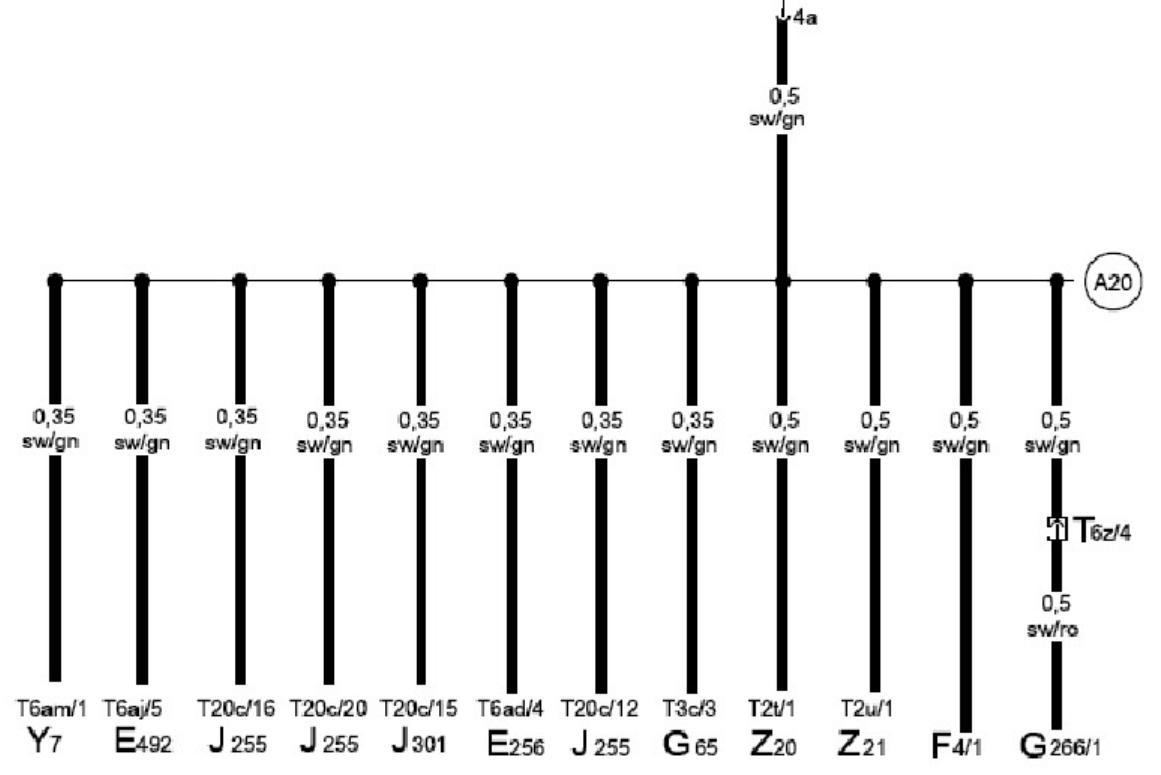 4a
0,5
sw/gn
A20
0,35 0,35 0,35 0,35 0,35 0,35 0,35 0,35 0,5 0,5 0,5 0,5
sw/gn sw/gn sw/gn sw/gn sw/gn sw/gn sw/gn sw/gn sw/gn sw/gn sw/gn sw/gn
T6z/4
0,5
sw/ro
T6am/1 T6aj/5 T20c/16 T20c/20 T20c/15 T6ad/4 T20c/12 T3c/3 T2t/1 T2u/1
Y7 E492 J255 J255 J301 E256 J255 G65 Z20 Z21 F4/1 G266/1